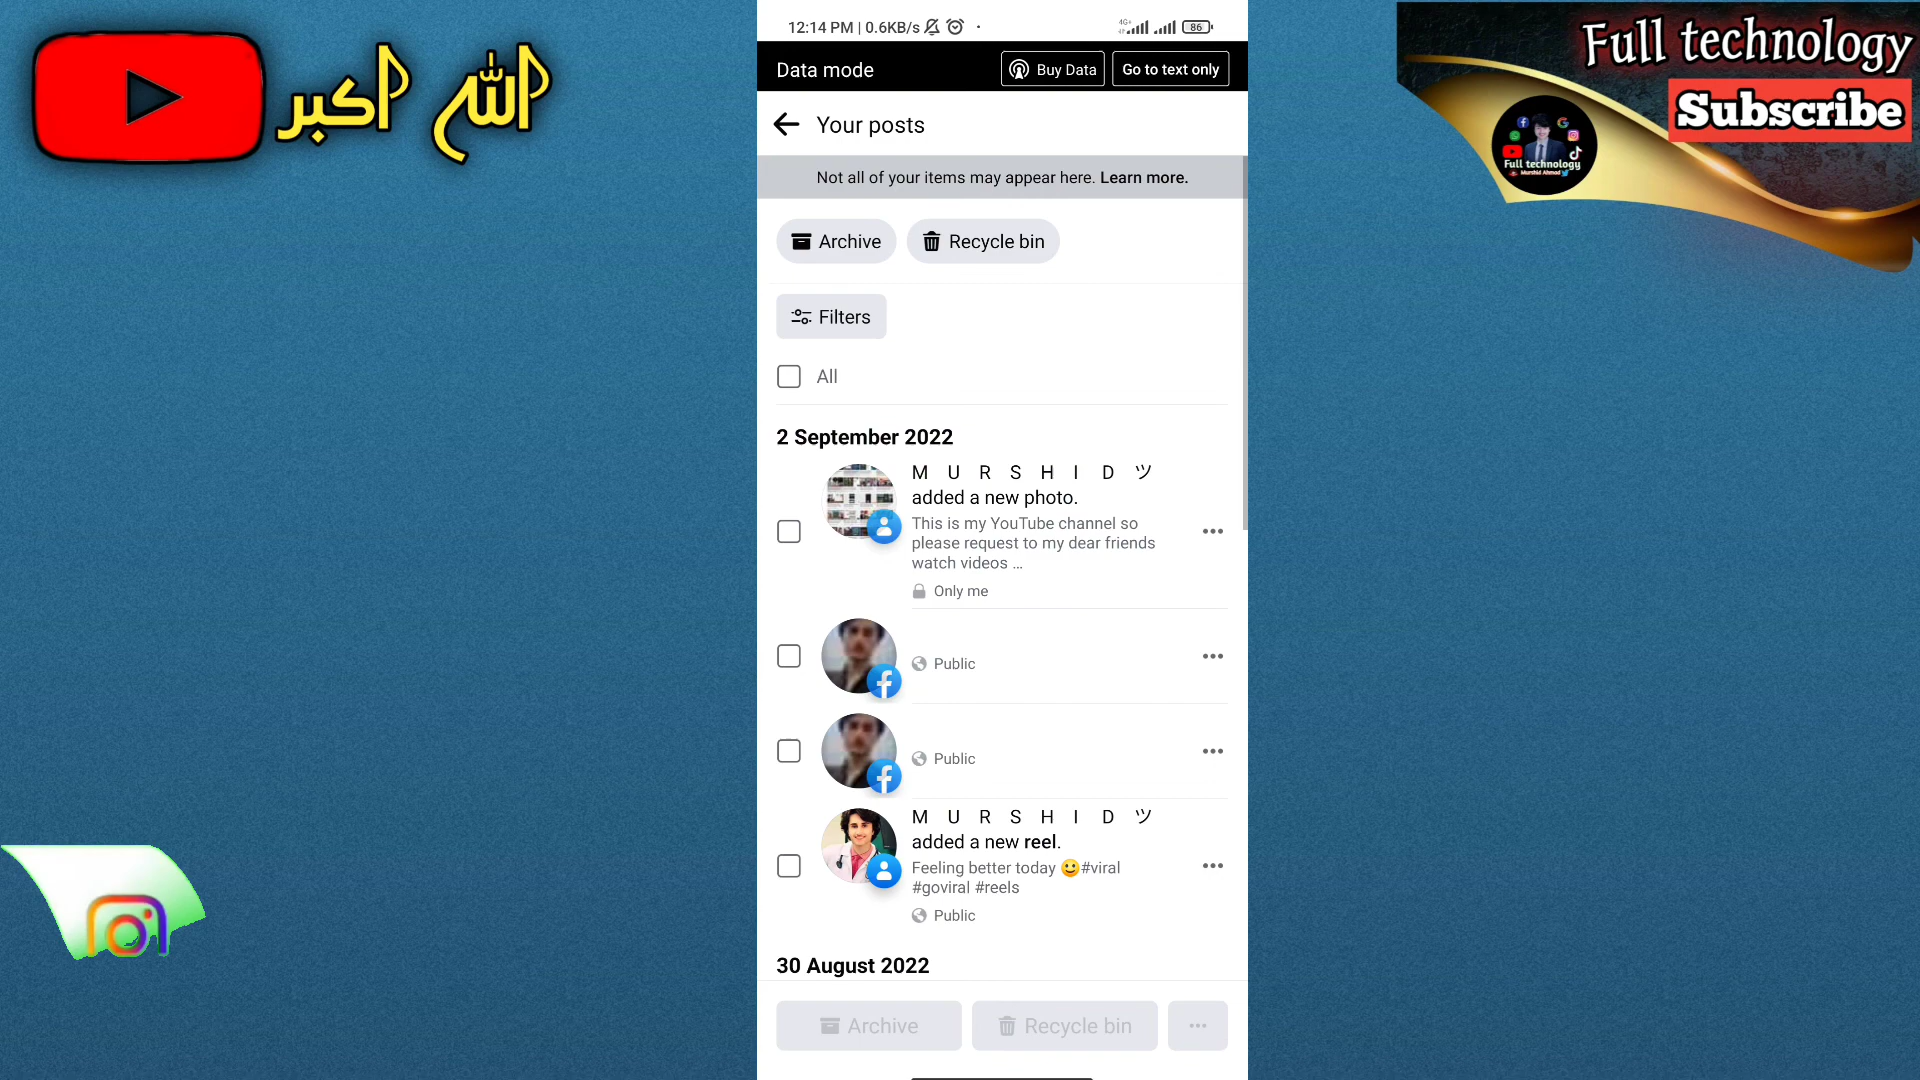 الله اکبر
Full technology
Subscribe
Full technology
Murshid Ahmad
12:14 PM | 0.6KB/s
4G+
86
Data mode
Buy Data
Go to text only
Your posts
Not all of your items may appear here. Learn more.
Archive
Recycle bin
Filters
All
2 September 2022
M U R S H I D ツ
added a new photo.
This is my YouTube channel so
please request to my dear friends
watch videos ...
Only me
Public
Public
M U R S H I D ツ
added a new reel.
Feeling better today 🙂#viral
#goviral #reels
Public
30 August 2022
Archive
Recycle bin